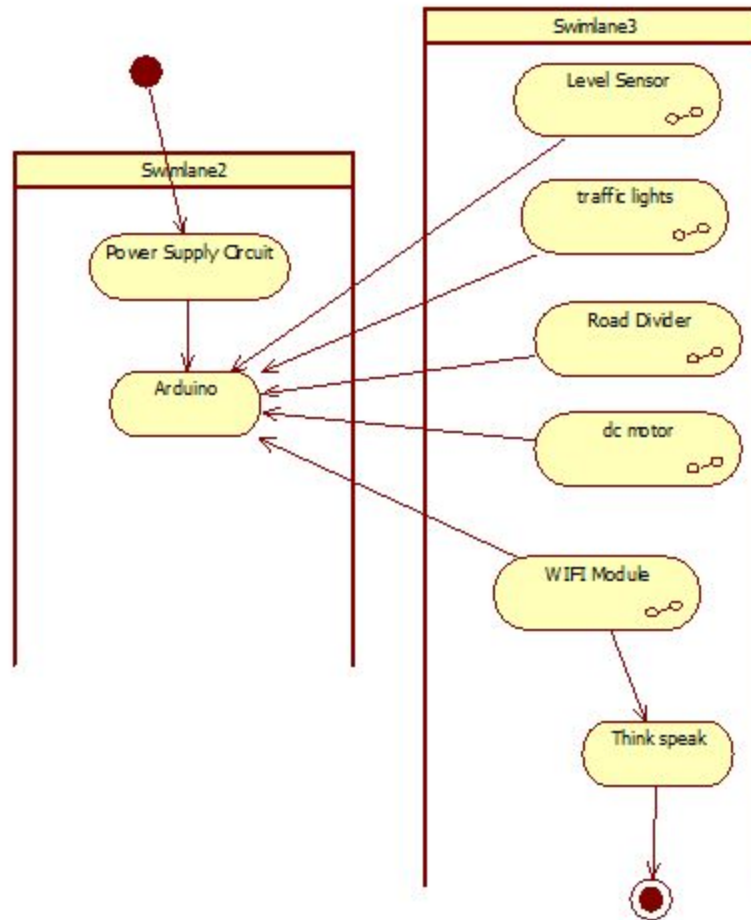 Swimlane3
Level Sensor
Swimlane2
traffic lights
Power Supply Circuit
Road Divider
Arduino
dc motor
WIFI Module
Think speak